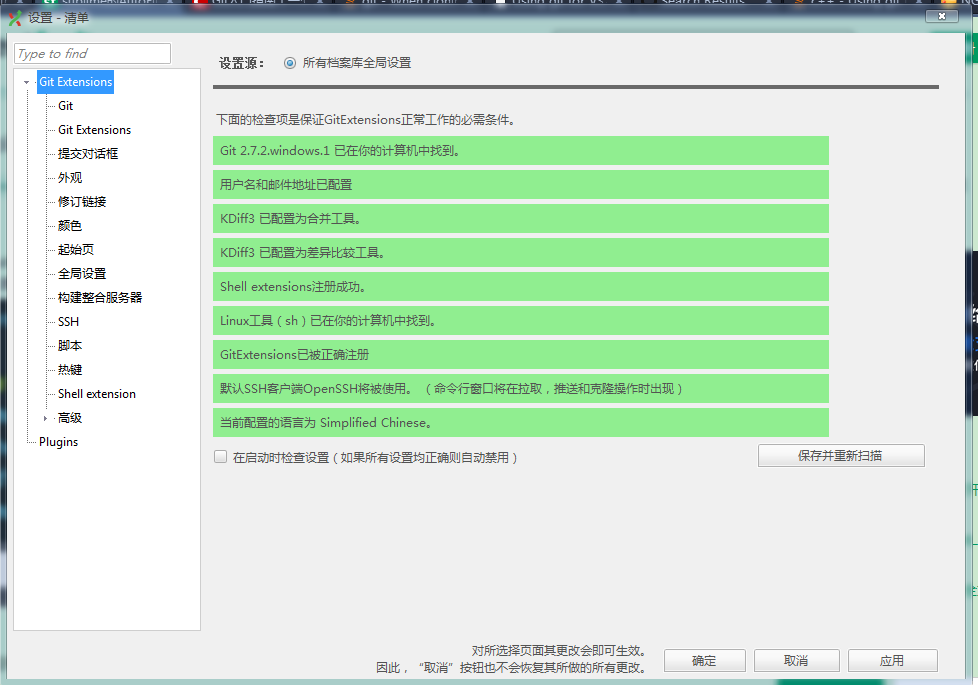 设置 - 清单
Type to find
Git Extensions
Git
Git Extensions
提交对话框
外观
修订链接
颜色
起始页
全局设置
构建整合服务器
SSH
脚本
热键
Shell extension
高级
Plugins
设置源： 所有档案库全局设置
下面的检查项是保证GitExtensions正常工作的必需条件。
Git 2.7.2.windows.1 已在你的计算机中找到。
用户名和邮件地址已配置
KDiff3 已配置为合并工具。
KDiff3 已配置为差异比较工具。
Shell extensions注册成功。
Linux工具（sh）已在你的计算机中找到。
GitExtensions已被正确注册
默认SSH客户端OpenSSH将被使用。 （命令行窗口将在拉取，推送和克隆操作时出现）
当前配置的语言为 Simplified Chinese。
在启动时检查设置（如果所有设置均正确则自动禁用）
保存并重新扫描
对所选择页面其更改会即可生效。
因此，“取消”按钮也不会恢复其所做的所有更改。
确定
取消
应用